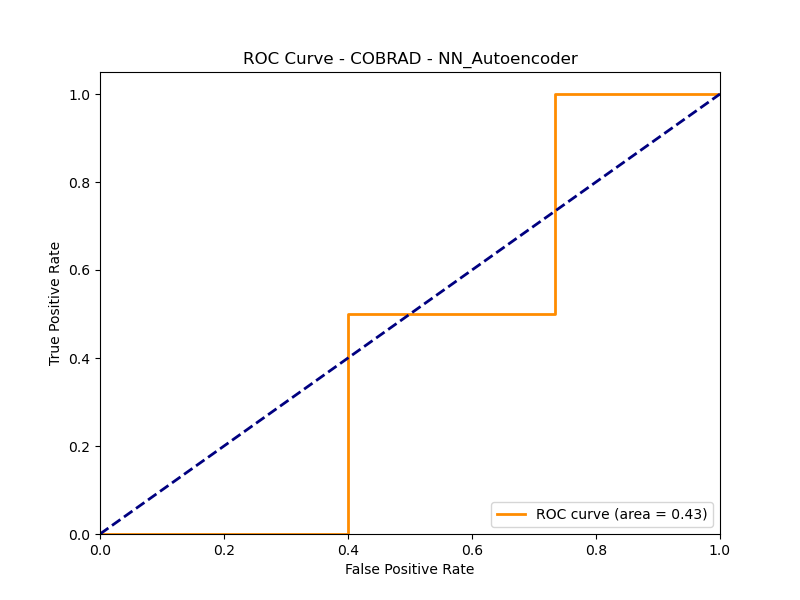 ROC Curve - COBRAD - NN_Autoencoder
True Positive Rate
1.0
0.8
0.6
0.4
0.2
0.0
0.0 0.2 0.4 0.6 0.8 1.0
False Positive Rate
ROC curve (area = 0.43)